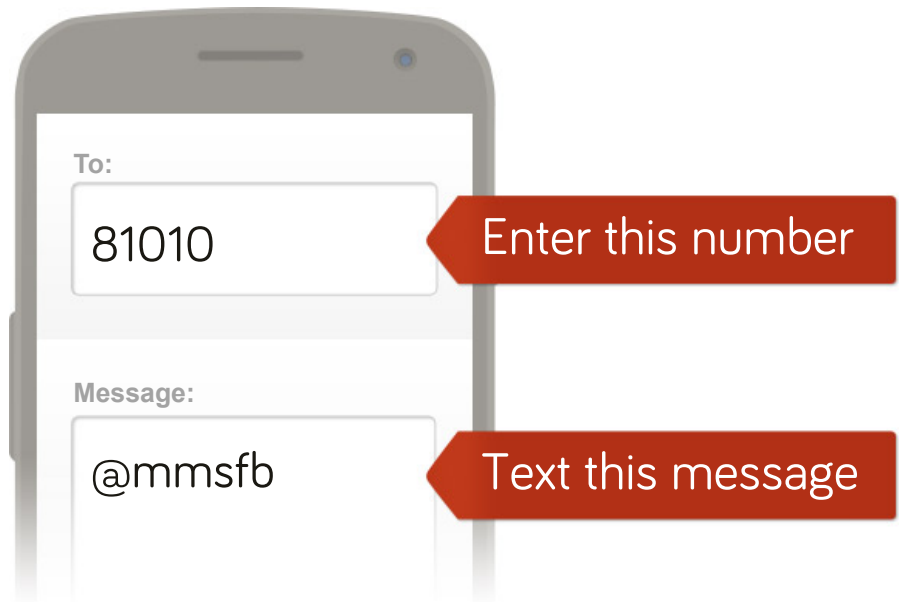 To:
81010
Enter this number
Message:
@mmsfb
Text this message